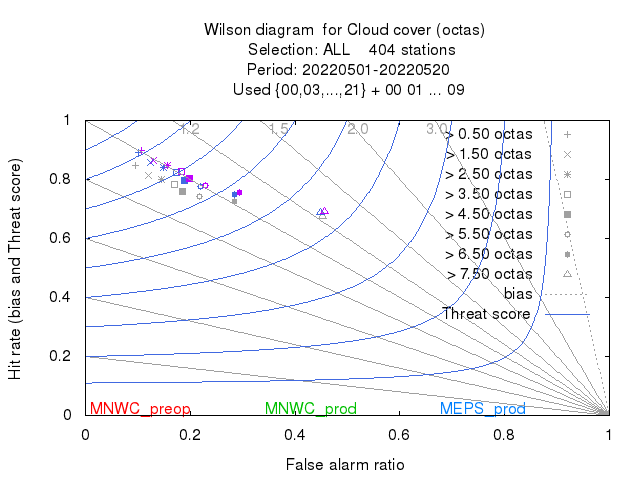 Wilson diagram  for Cloud cover (octas)
Selection: ALL    404 stations
Period: 20220501-20220520
Used {00,03,...,21} + 00 01 ... 09
Hit rate (bias and Threat score)
1
0.8
0.6
0.4
0.2
0
1.2 1.5 2.0 3.0
> 0.50 octas
> 1.50 octas
> 2.50 octas
> 3.50 octas
> 4.50 octas
> 5.50 octas
> 6.50 octas
> 7.50 octas
bias
Threat score
MNWC_preop MNWC_prod MEPS_prod
0 0.2 0.4 0.6 0.8 1
False alarm ratio